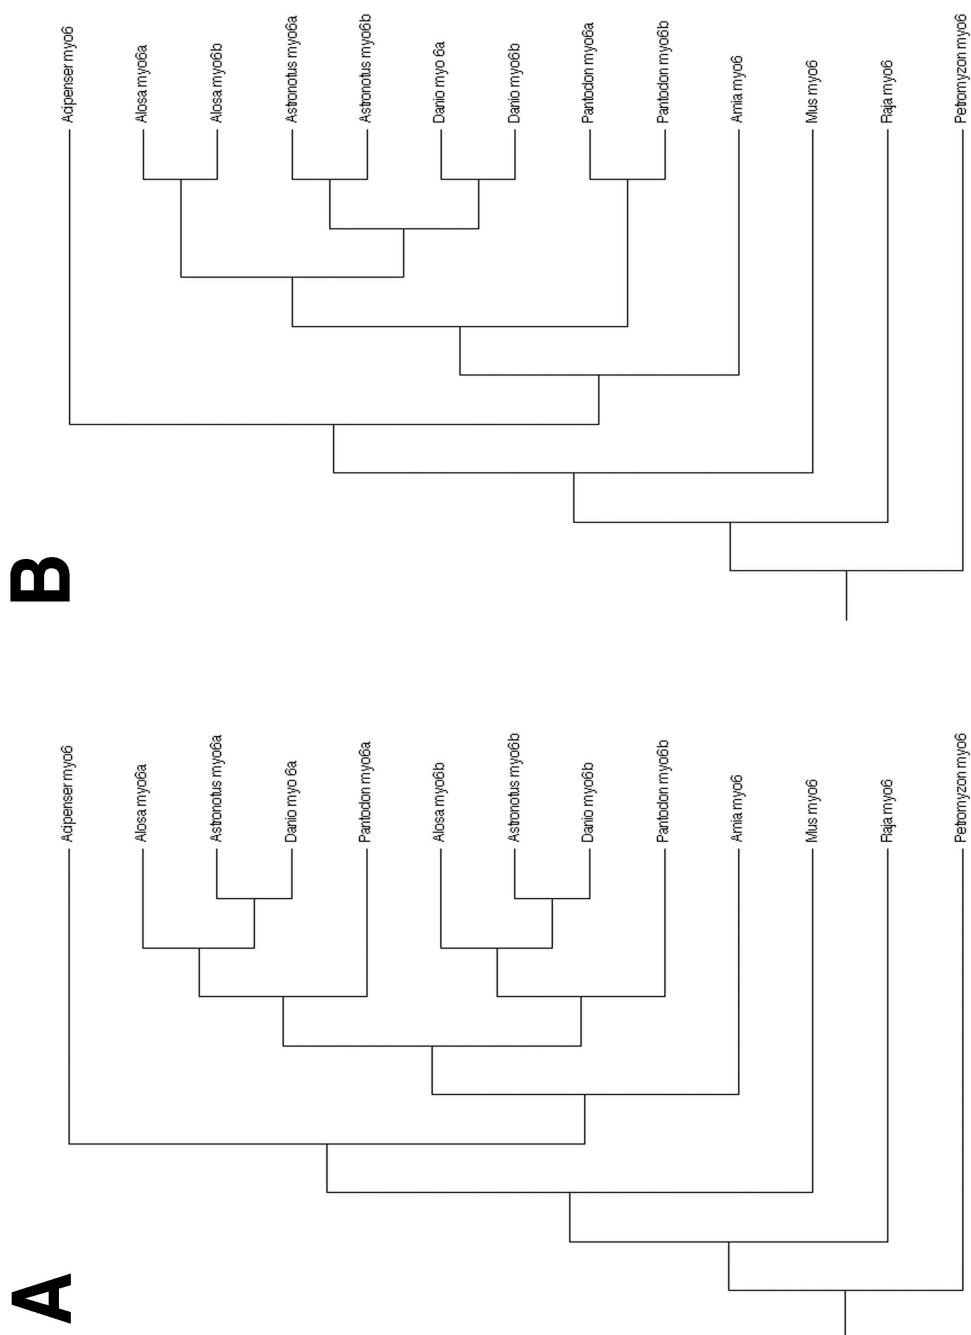 A
Acipenser myo6
Alosa myo6a
Astronotus myo6a
Danio myo 6a
Pantodon myo6a
Alosa myo6b
Astronotus myo6b
Danio myo6b
Pantodon myo6b
Amia myo6
Mus myo6
Raja myo6
Petromyzon myo6
B
Acipenser myo6
Alosa myo6a
Alosa myo6b
Astronotus myo6a
Astronotus myo6b
Danio myo 6a
Danio myo6b
Pantodon myo6a
Pantodon myo6b
Amia myo6
Mus myo6
Raja myo6
Petromyzon myo6